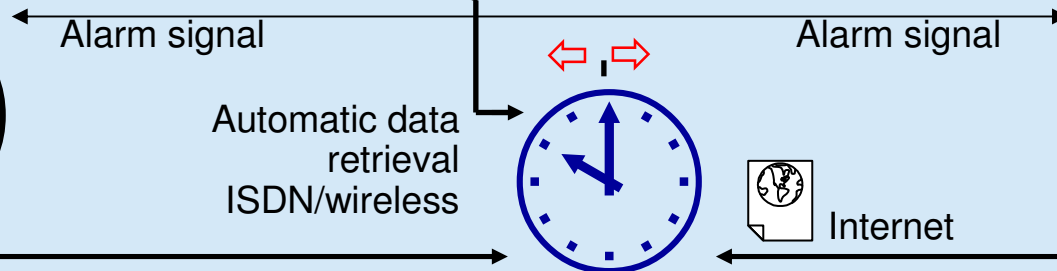 Alarm signal
Alarm signal
Automatic data
retrieval
ISDN/wireless
Internet